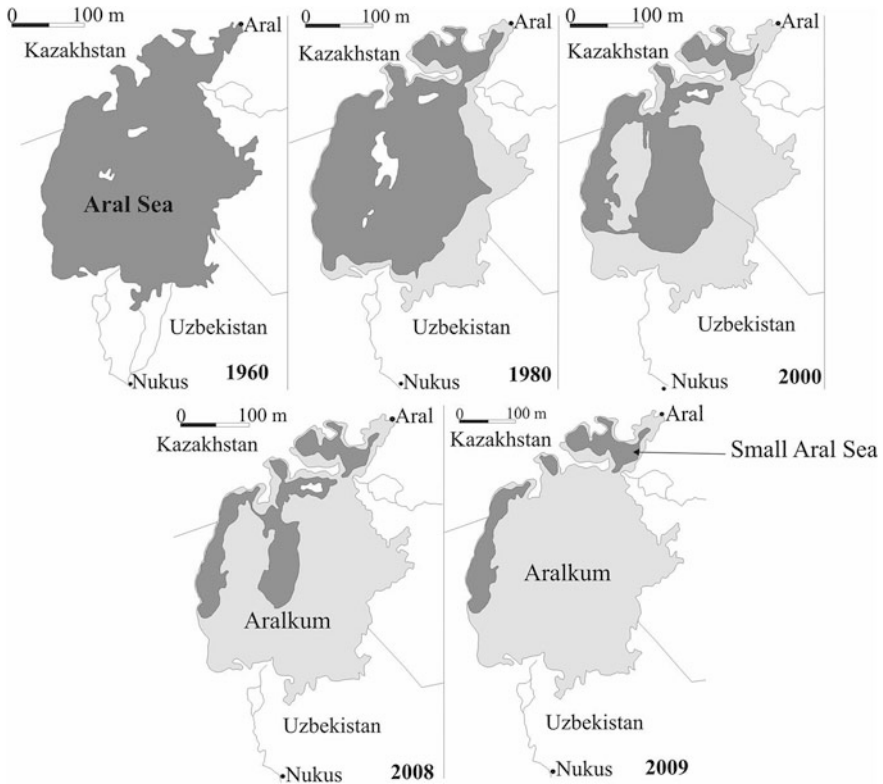 0 100 m
Aral
Kazakhstan
Aral Sea
Uzbekistan
Nukus
1960
0 100 m
Aral
Kazakhstan
Uzbekistan
Nukus
1980
0 100 m
Aral
Kazakhstan
Uzbekistan
Nukus
2000
0 100 m
Aral
Kazakhstan
Aralkum
Uzbekistan
Nukus
2008
0 100 m
Aral
Kazakhstan
Small Aral Sea
Aralkum
Uzbekistan
Nukus
2009